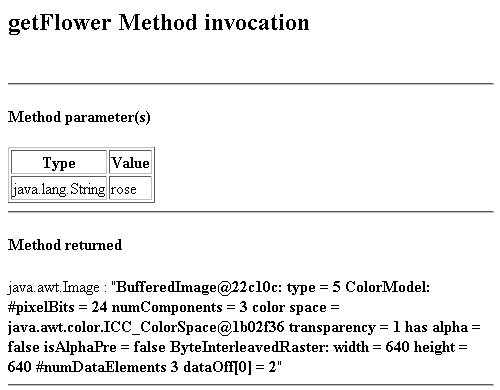 getFlower Method invocation
Method parameter(s)
Type Value
java.lang.String rose
Method returned
java.awt.Image : "BufferedImage@22c10c: type = 5 ColorModel:
#pixelBits = 24 numComponents = 3 color space =
java.awt.color.ICC_ColorSpace@1b02f36 transparency = 1 has alpha =
false isAlphaPre = false ByteInterleavedRaster: width = 640 height =
640 #numDataElements 3 dataOff[0] = 2"